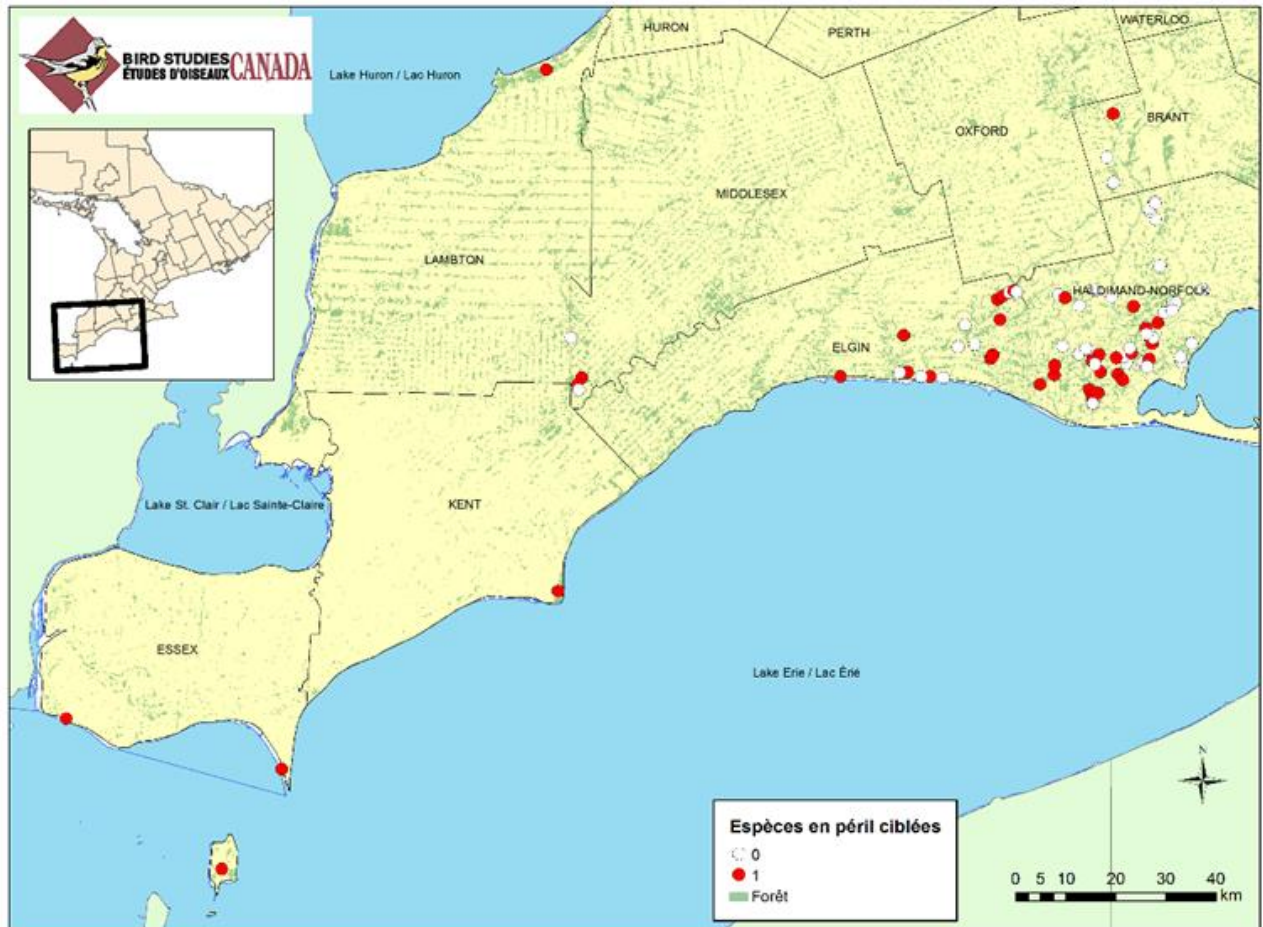 BIRD STUDIES
ÉTUDES D'OISEAUX CANADA
Lake Huron / Lac Huron
HURON
PERTH
WATERLOO
OXFORD
BRANT
MIDDLESEX
LAMBTON
HALDIMAND-NORFOLK
ELGIN
KENT
Lake St. Clair / Lac Sainte-Claire
ESSEX
Lake Erie / Lac Érié
N
Espèces en péril ciblées
0
1
Forêt
0 5 10 20 30 40
km